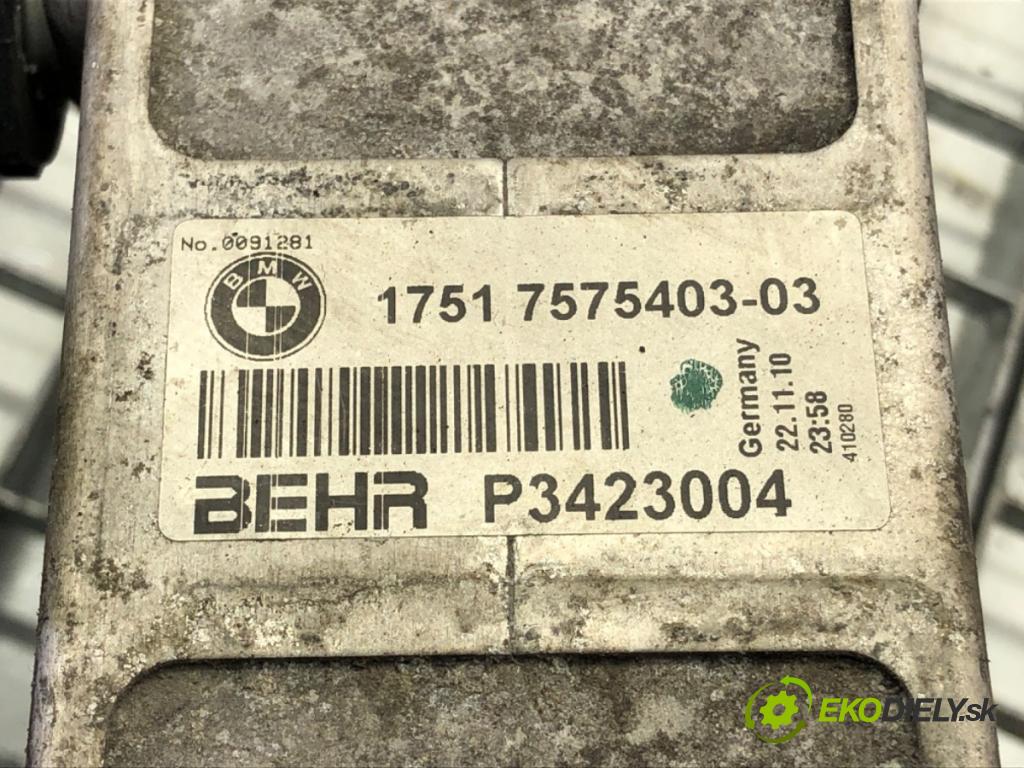 No.0091281
BMW
1751 7575403-03
Germany
22.11.10
23:58
410280
BEHR P3423004
EKODIELY.sk